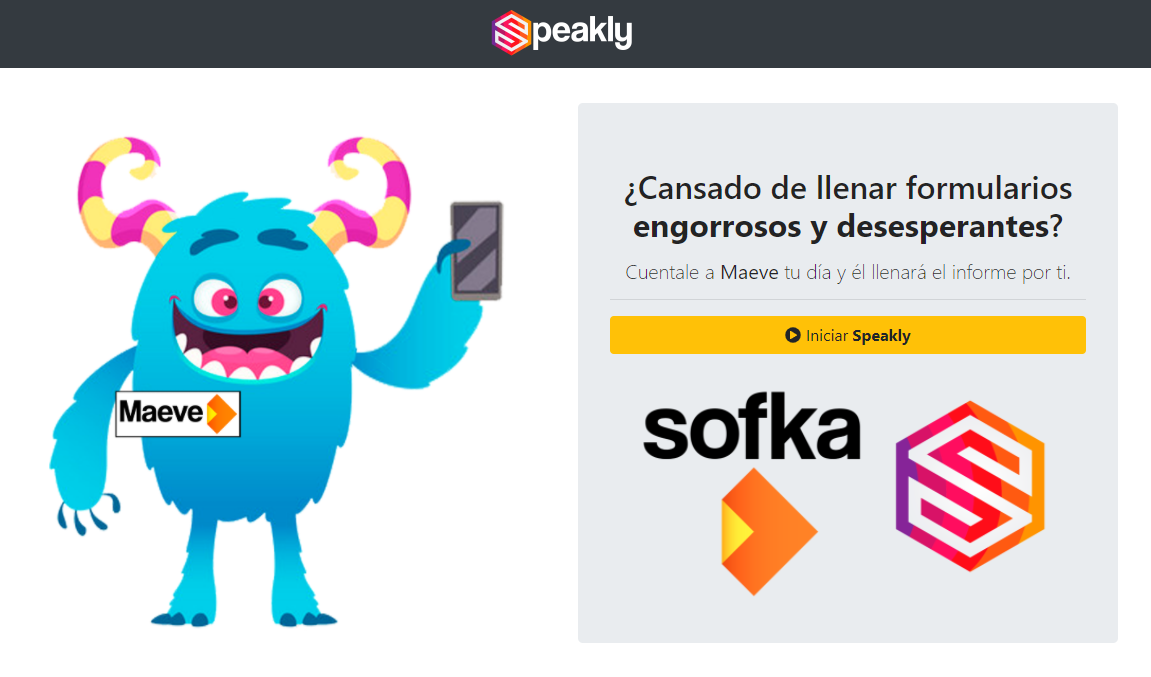 Speakly
¿Cansado de llenar formularios
engorrosos y desesperantes?
Cuentale a Maeve tu día y él llenará el informe por ti.
Iniciar Speakly
Maeve
sofka